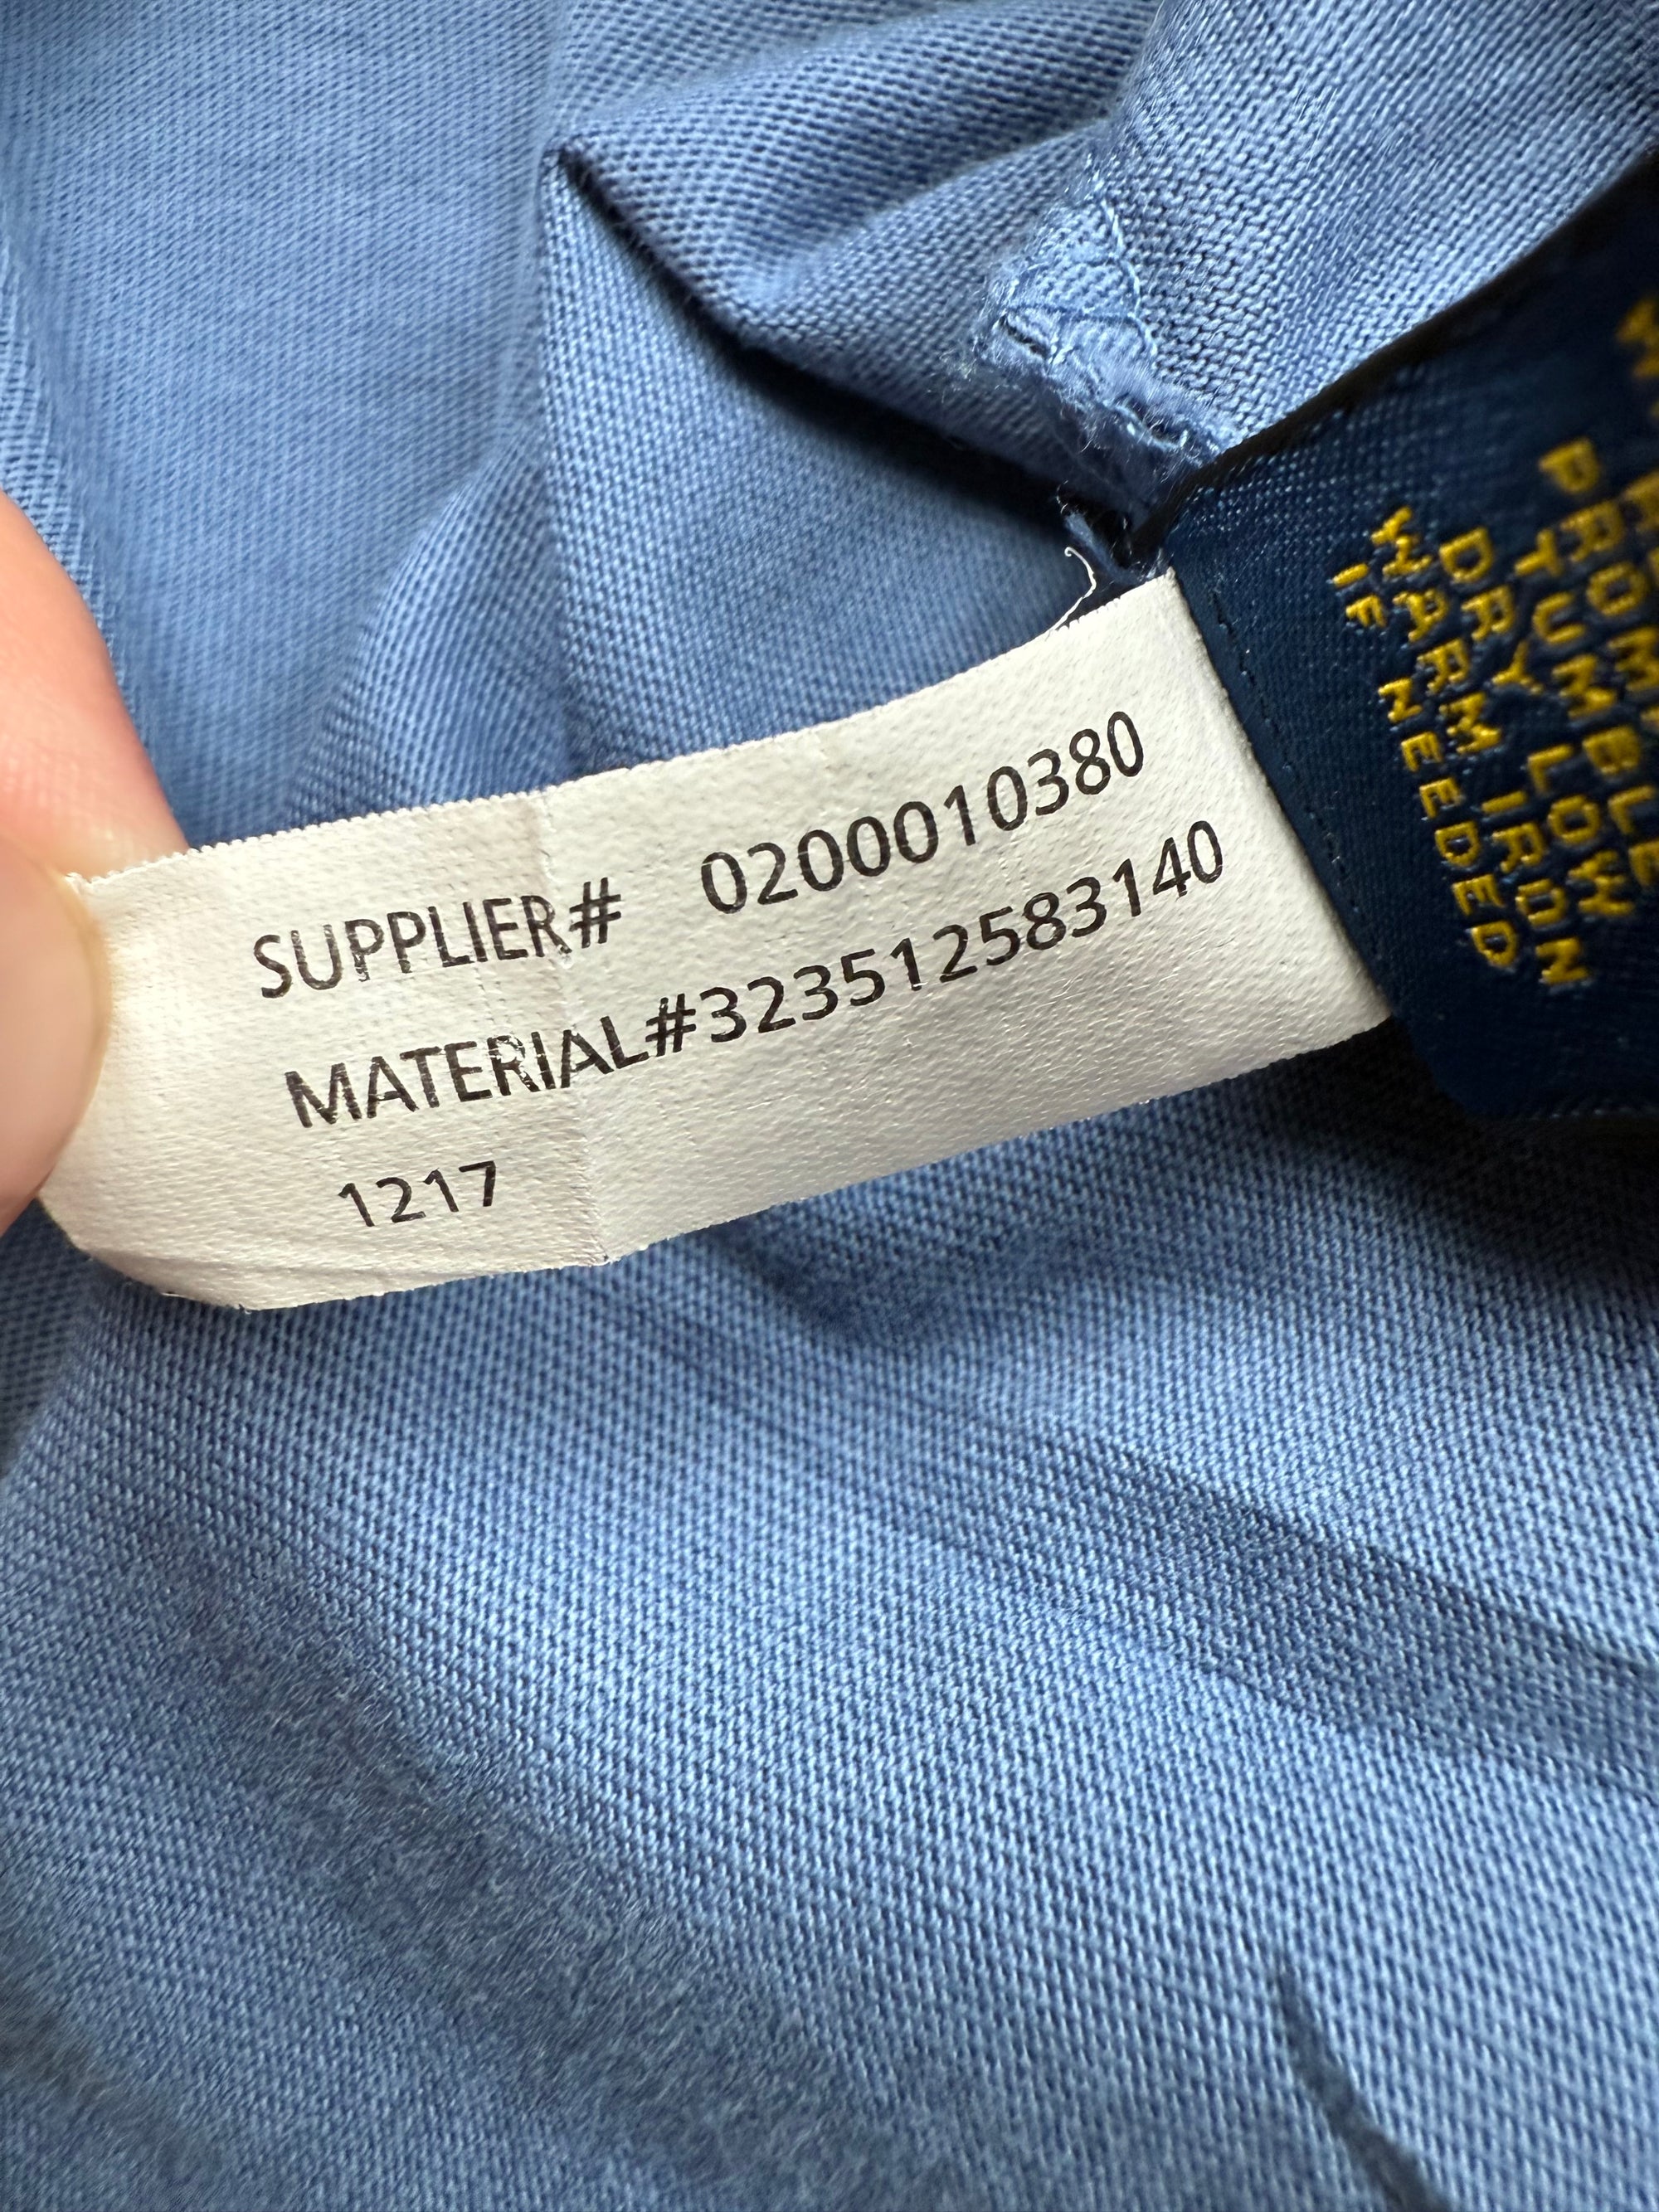 SUPPLIER# 0200010380
MATERIAL#323512583140
1217
PROMPTLY
TUMBLE
DRY LOW
WARM IRON
IF NEEDED